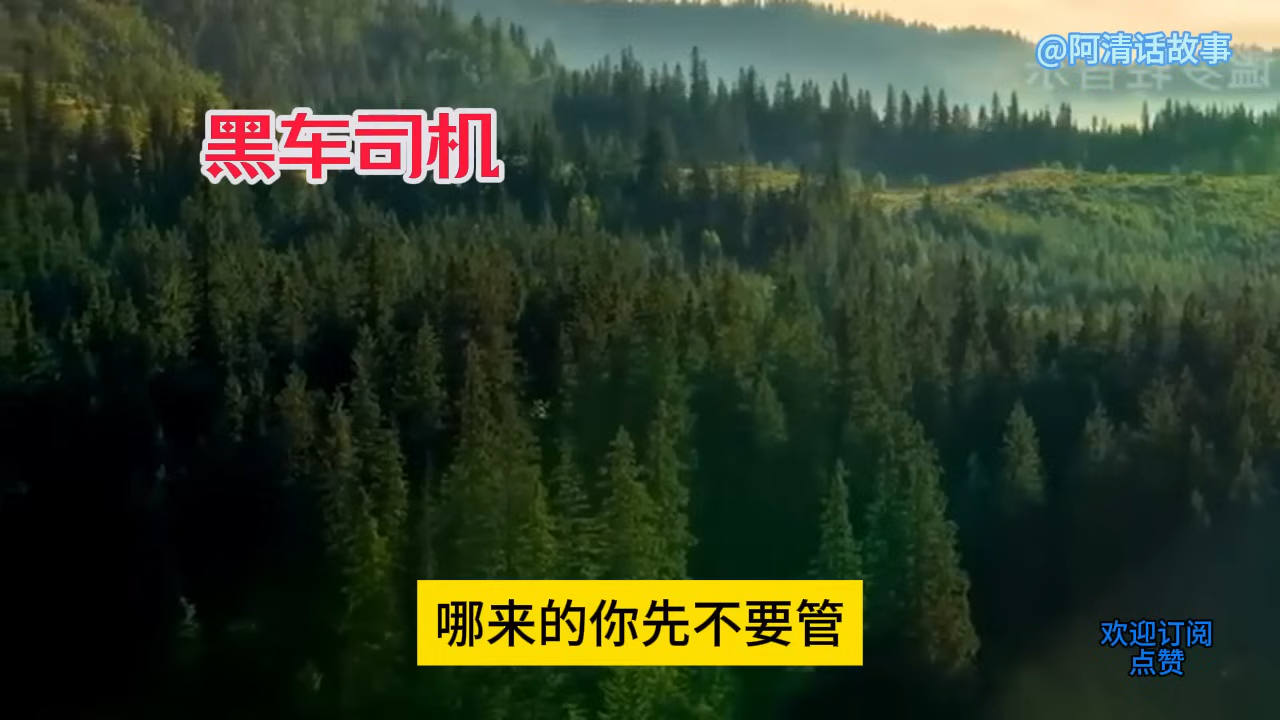 @阿清话故事
黑车司机
哪来的你先不要管
欢迎订阅
点赞